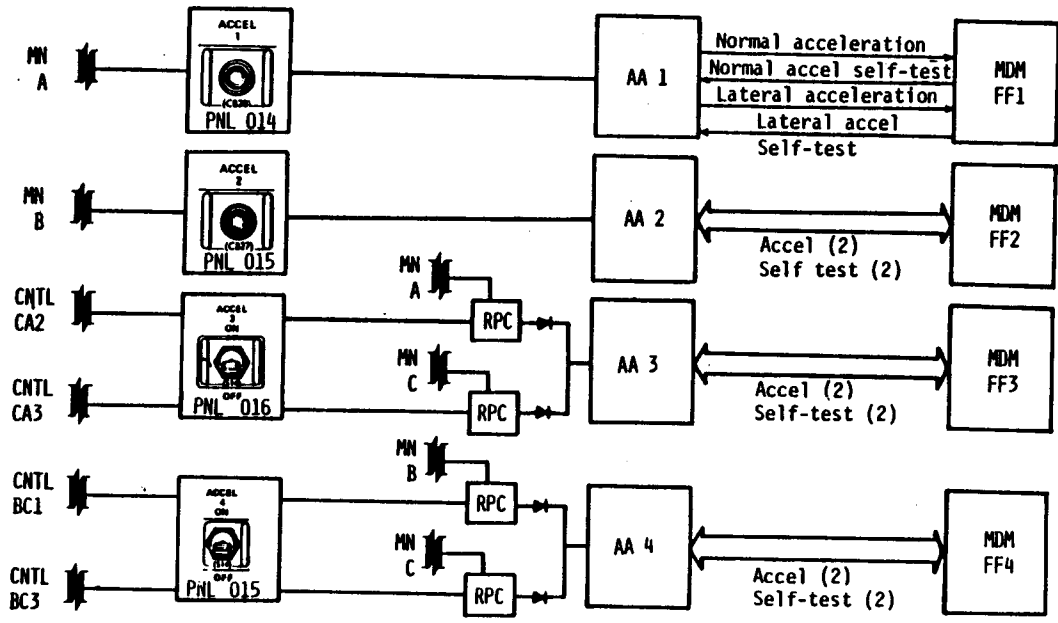 MN
A
ACCEL
1
(CB28)
PNL 014
AA 1
Normal acceleration
Normal accel self-test
Lateral acceleration
Lateral accel
Self-test
MDM
FF1
MN
B
ACCEL
2
(CB27)
PNL 015
AA 2
Accel (2)
Self test (2)
MDM
FF2
CNTL
CA2
CNTL
CA3
ACCEL
3
ON
OFF
PNL 016
MN
A
RPC
MN
C
RPC
AA 3
Accel (2)
Self-test (2)
MDM
FF3
CNTL
BC1
CNTL
BC3
ACCEL
4
ON
OFF
PNL 015
MN
B
RPC
MN
C
RPC
AA 4
Accel (2)
Self-test (2)
MDM
FF4